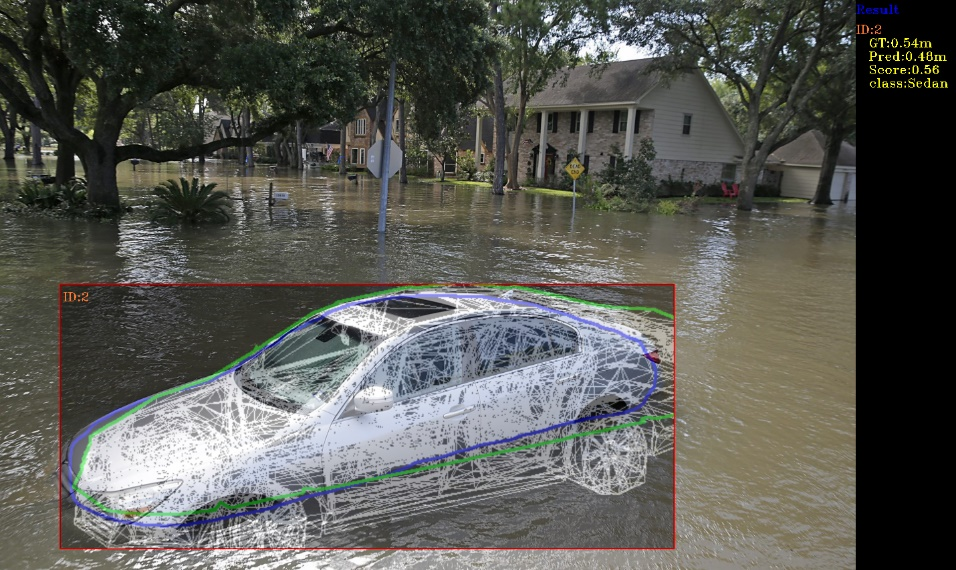 Result
ID:2
GT:0.54m
Pred:0.48m
Score:0.56
class:Sedan
ID:2